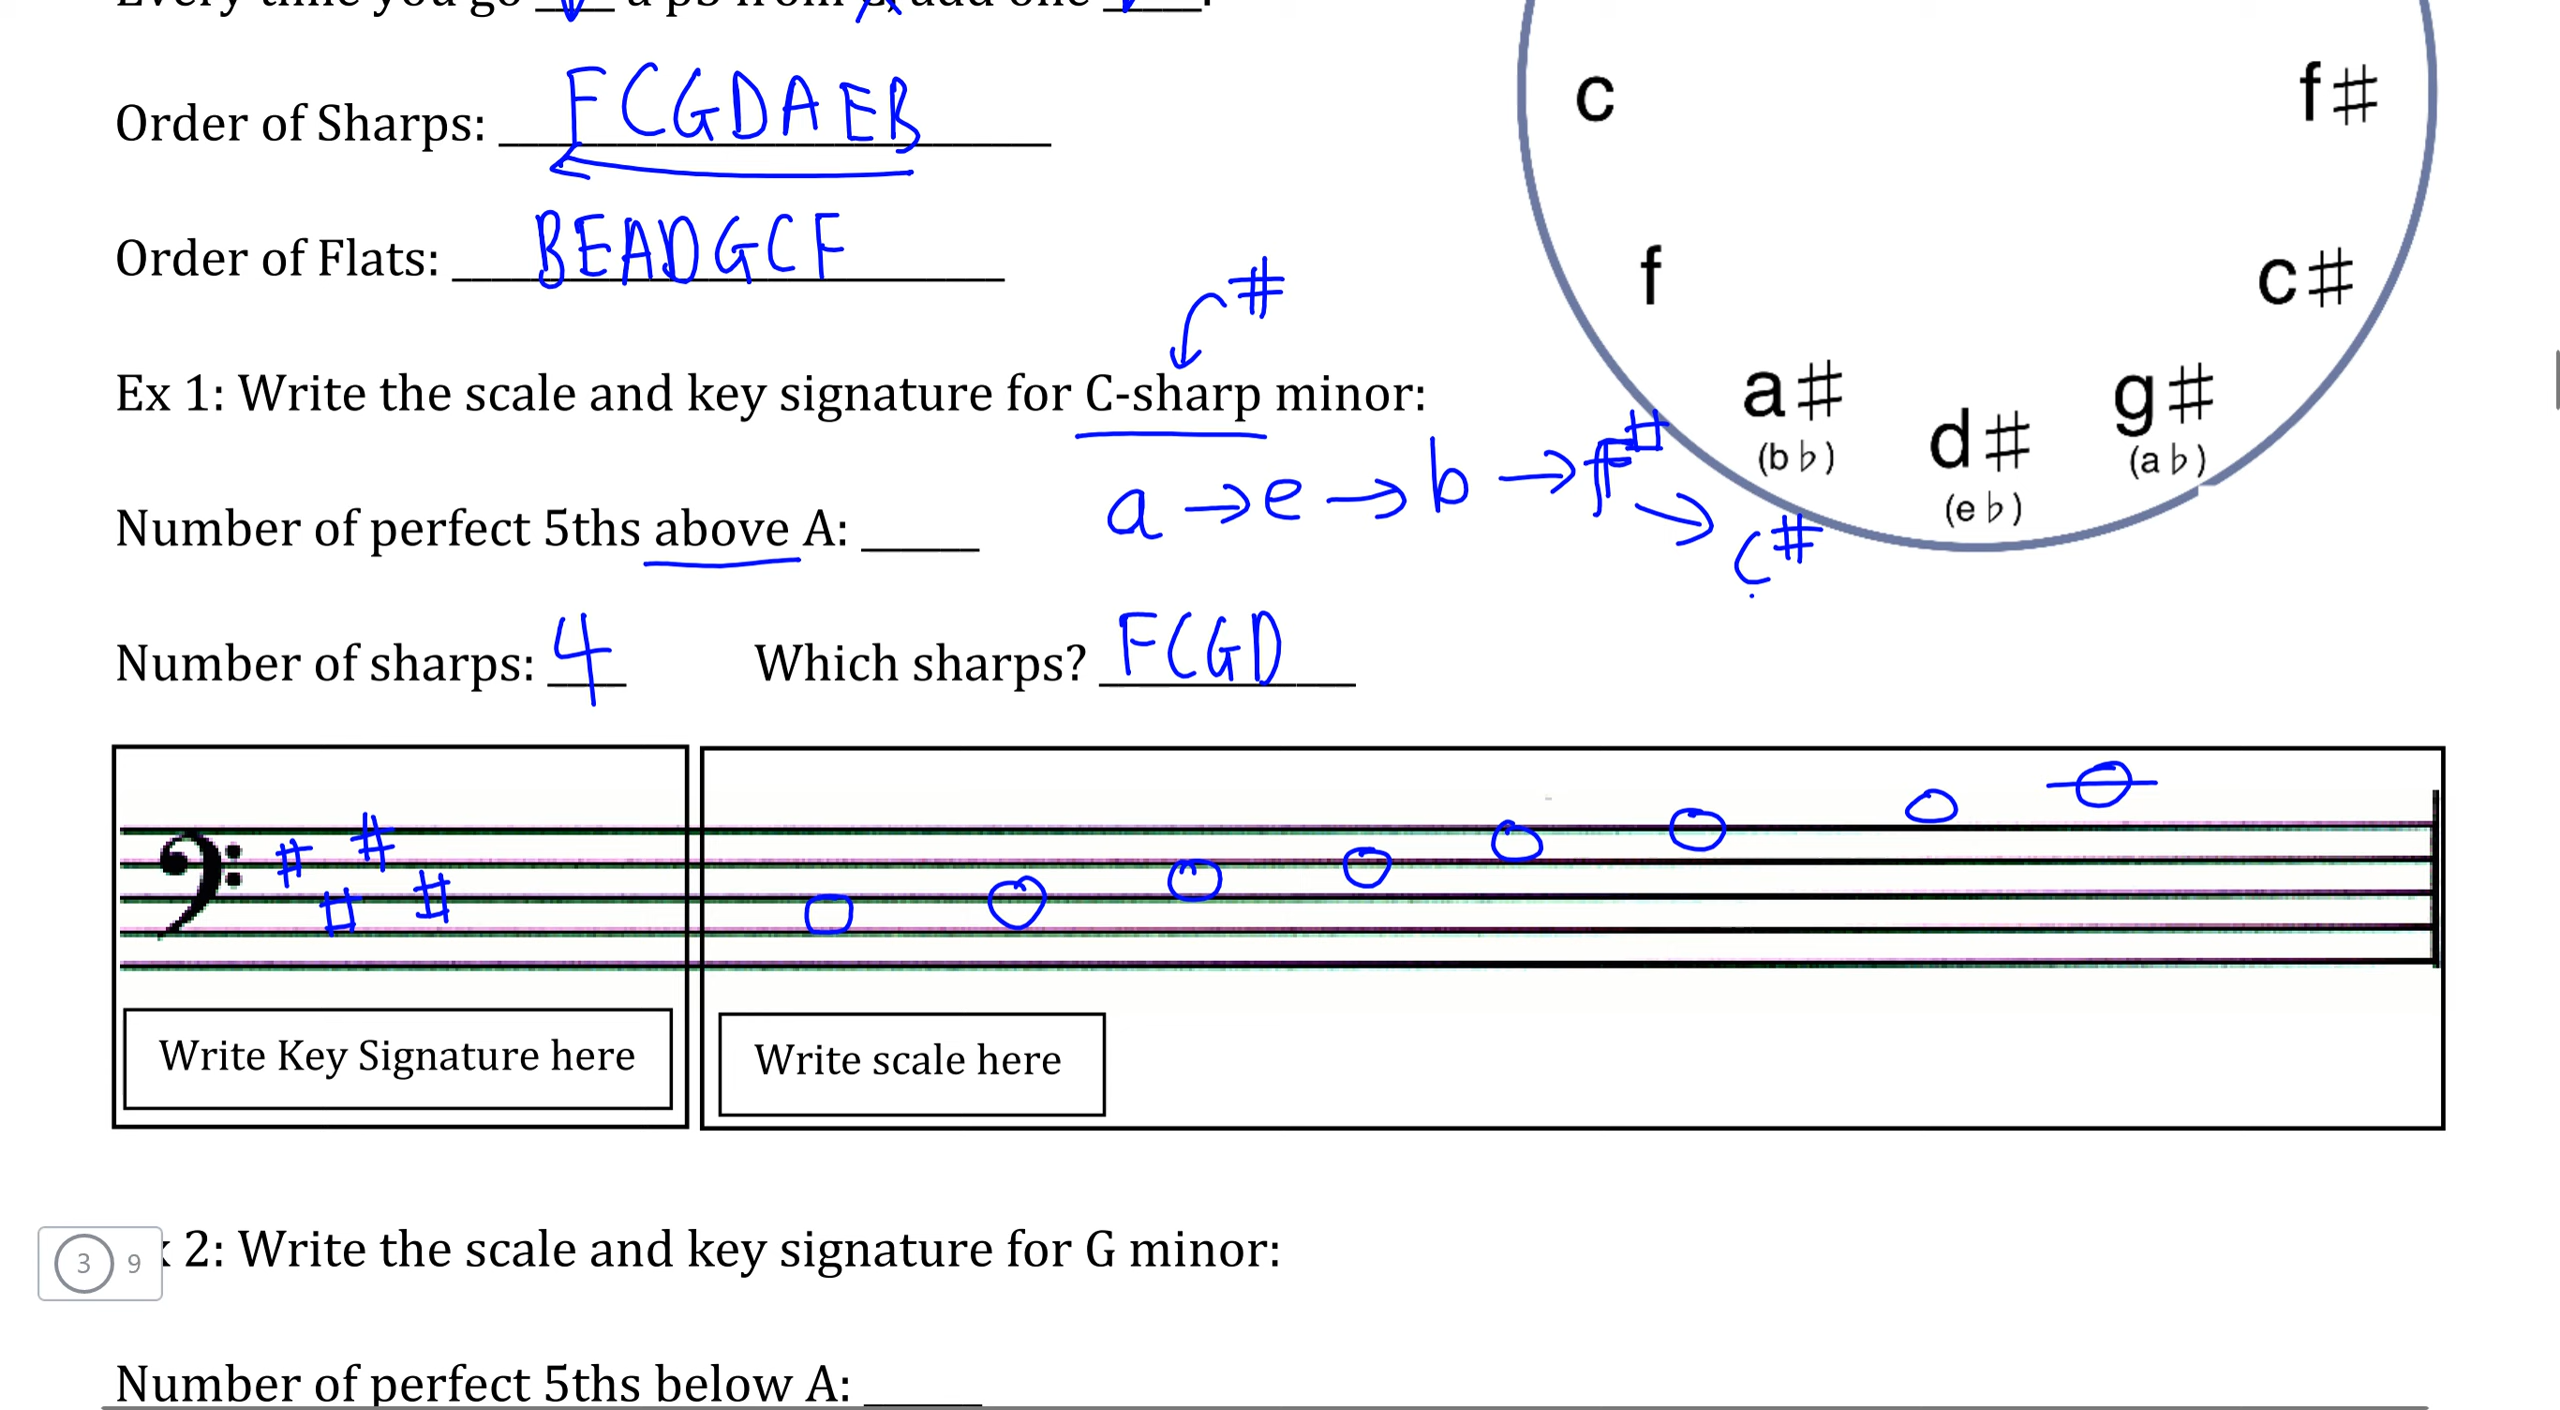 Order of Sharps: FCGDAEB
Order of Flats: BEADGCF
#
Ex 1: Write the scale and key signature for C-sharp minor:
a → e → b → f# → c#
Number of perfect 5ths above A: ______
Number of sharps: 4 Which sharps? FCGD
# # # #
Write Key Signature here
Write scale here
2: Write the scale and key signature for G minor:
3 9
Number of perfect 5ths below A: ______
c
f#
f
c#
a#
(b♭)
d#
(e♭)
g#
(a♭)